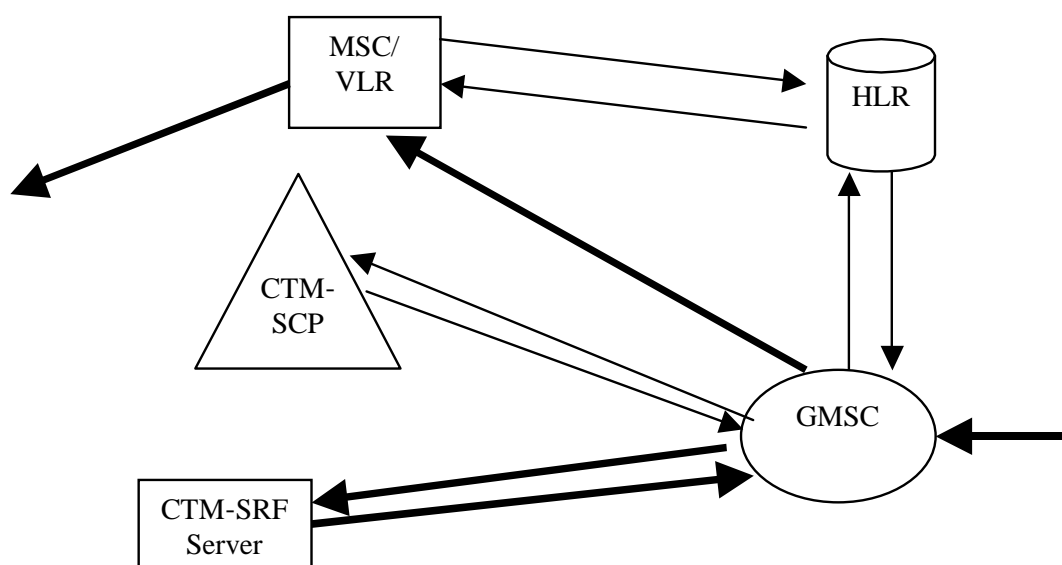 MSC/
VLR
HLR
CTM-
SCP
GMSC
CTM-SRF
Server